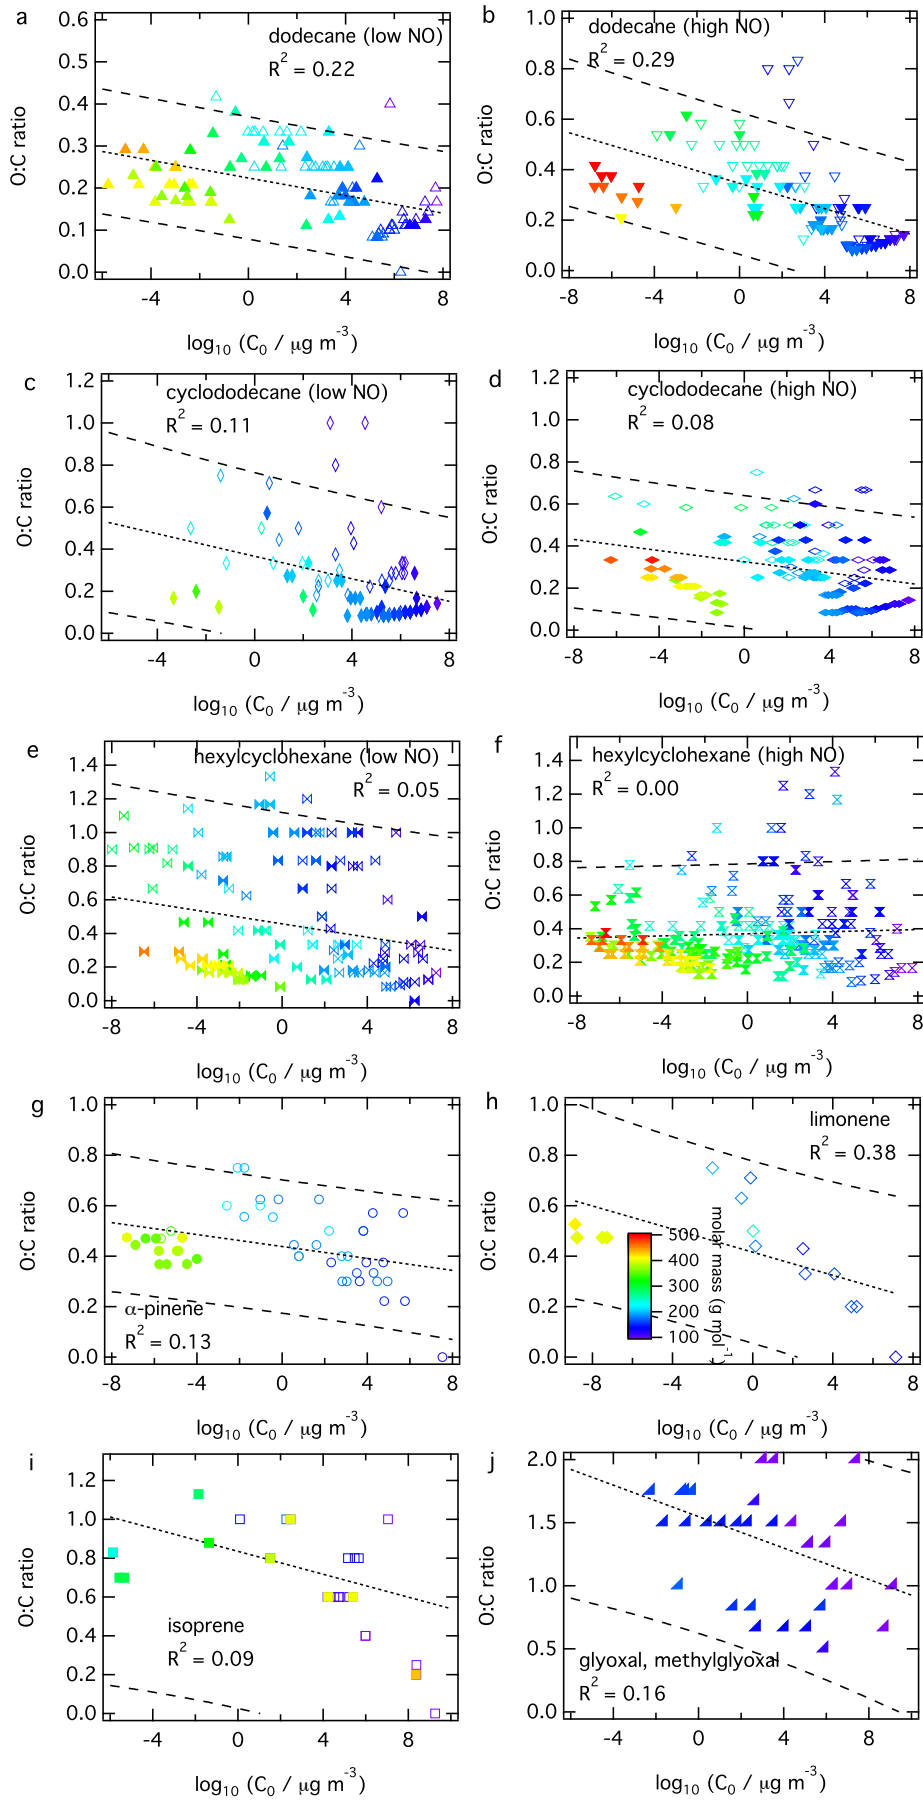 a
dodecane (low NO)
R² = 0.22
0.6
0.5
0.4
0.3
0.2
0.1
0.0
O:C ratio
-4 0 4 8
log₁₀ (C₀ / μg m⁻³)
b
dodecane (high NO)
R² = 0.29
1.0
0.8
0.6
0.4
0.2
0.0
O:C ratio
-8 -4 0 4 8
log₁₀ (C₀ / μg m⁻³)
c
cyclododecane (low NO)
R² = 0.11
1.2
1.0
0.8
0.6
0.4
0.2
0.0
O:C ratio
-4 0 4 8
log₁₀ (C₀ / μg m⁻³)
d
cyclododecane (high NO)
R² = 0.08
1.2
1.0
0.8
0.6
0.4
0.2
0.0
O:C ratio
-8 -4 0 4 8
log₁₀ (C₀ / μg m⁻³)
e
hexylcyclohexane (low NO)
R² = 0.05
1.4
1.2
1.0
0.8
0.6
0.4
0.2
0.0
O:C ratio
-8 -4 0 4 8
log₁₀ (C₀ / μg m⁻³)
f
hexylcyclohexane (high NO)
R² = 0.00
1.4
1.2
1.0
0.8
0.6
0.4
0.2
0.0
O:C ratio
-8 -4 0 4 8
log₁₀ (C₀ / μg m⁻³)
g
1.0
0.8
0.6
0.4
0.2
0.0
O:C ratio
α-pinene
R² = 0.13
-8 -4 0 4 8
log₁₀ (C₀ / μg m⁻³)
h
limonene
R² = 0.38
1.0
0.8
0.6
0.4
0.2
0.0
O:C ratio
500
400
300
200
100
molar mass (g mol⁻¹)
-8 -4 0 4 8
log₁₀ (C₀ / μg m⁻³)
i
1.2
1.0
0.8
0.6
0.4
0.2
0.0
O:C ratio
isoprene
R² = 0.09
-4 0 4 8
log₁₀ (C₀ / μg m⁻³)
j
2.0
1.5
1.0
0.5
0.0
O:C ratio
glyoxal, methylglyoxal
R² = 0.16
-4 0 4 8
log₁₀ (C₀ / μg m⁻³)